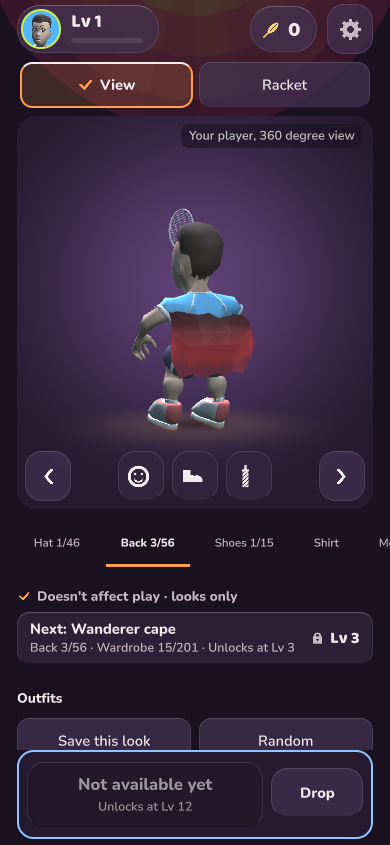 Lv 1
0
View
Racket
Your player, 360 degree view
Hat 1/46
Back 3/56
Shoes 1/15
Shirt
Doesn't affect play · looks only
Next: Wanderer cape
Back 3/56 · Wardrobe 15/201 · Unlocks at Lv 3
Lv 3
Outfits
Save this look
Random
Not available yet
Unlocks at Lv 12
Drop